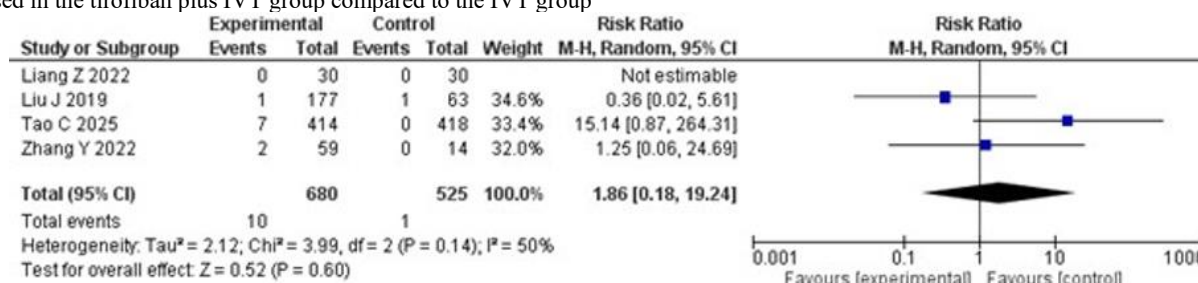 sed in the tirofiban plus IVT group compared to the IVT group
Experimental Control Risk Ratio Risk Ratio
Study or Subgroup Events Total Events Total Weight M-H, Random, 95% CI M-H, Random, 95% CI
Liang Z 2022 0 30 0 30 Not estimable
Liu J 2019 1 177 1 63 34.6% 0.36 [0.02, 5.61]
Tao C 2025 7 414 0 418 33.4% 15.14 [0.87, 264.31]
Zhang Y 2022 2 59 0 14 32.0% 1.25 [0.06, 24.69]
Total (95% CI) 680 525 100.0% 1.86 [0.18, 19.24]
Total events 10 1
Heterogeneity: Tau² = 2.12; Chi² = 3.99, df = 2 (P = 0.14); I² = 50%
Test for overall effect: Z = 0.52 (P = 0.60)
0.001 0.1 1 10 1000
Favours [experimental] Favours [control]